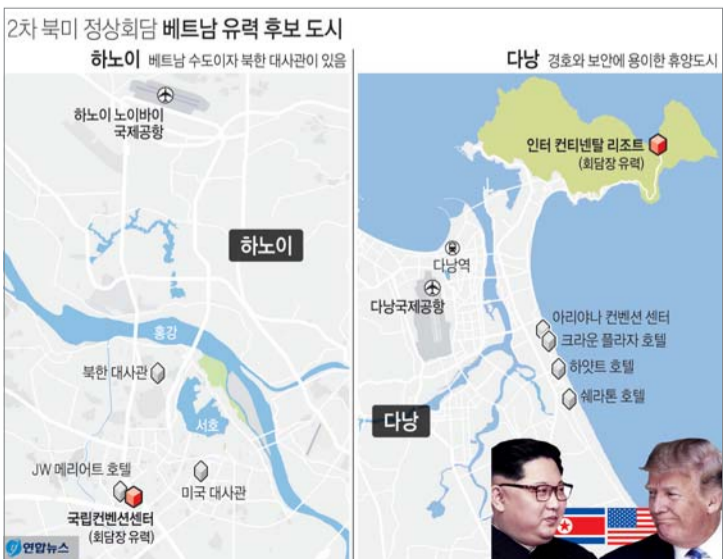 2차 북미 정상회담 베트남 유력 후보 도시
하노이 베트남 수도이자 북한 대사관이 있음
하노이 노이바이
국제공항
하노이
홍강
북한 대사관
서호
JW 메리어트 호텔
미국 대사관
국립컨벤션센터
(회담장 유력)
연합뉴스
다낭 경호와 보안에 용이한 휴양도시
인터 컨티넨탈 리조트
(회담장 유력)
다낭역
다낭국제공항
아리야나 컨벤션 센터
크라운 플라자 호텔
하얏트 호텔
쉐라톤 호텔
다낭